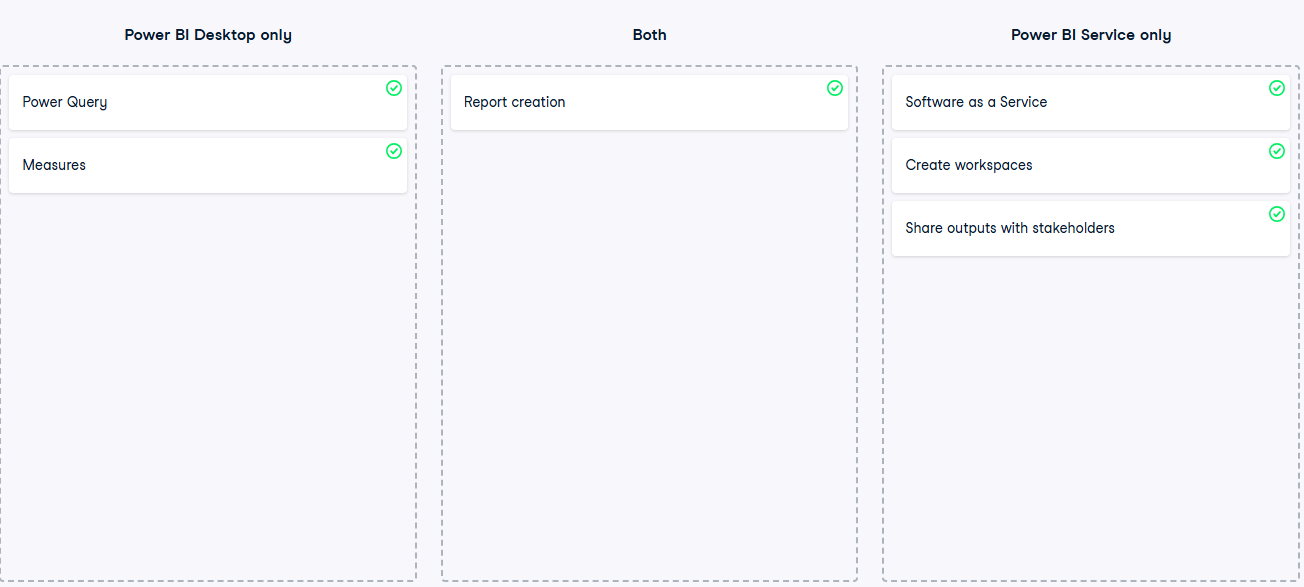 Power BI Desktop only
Power Query
Measures
Both
Report creation
Power BI Service only
Software as a Service
Create workspaces
Share outputs with stakeholders